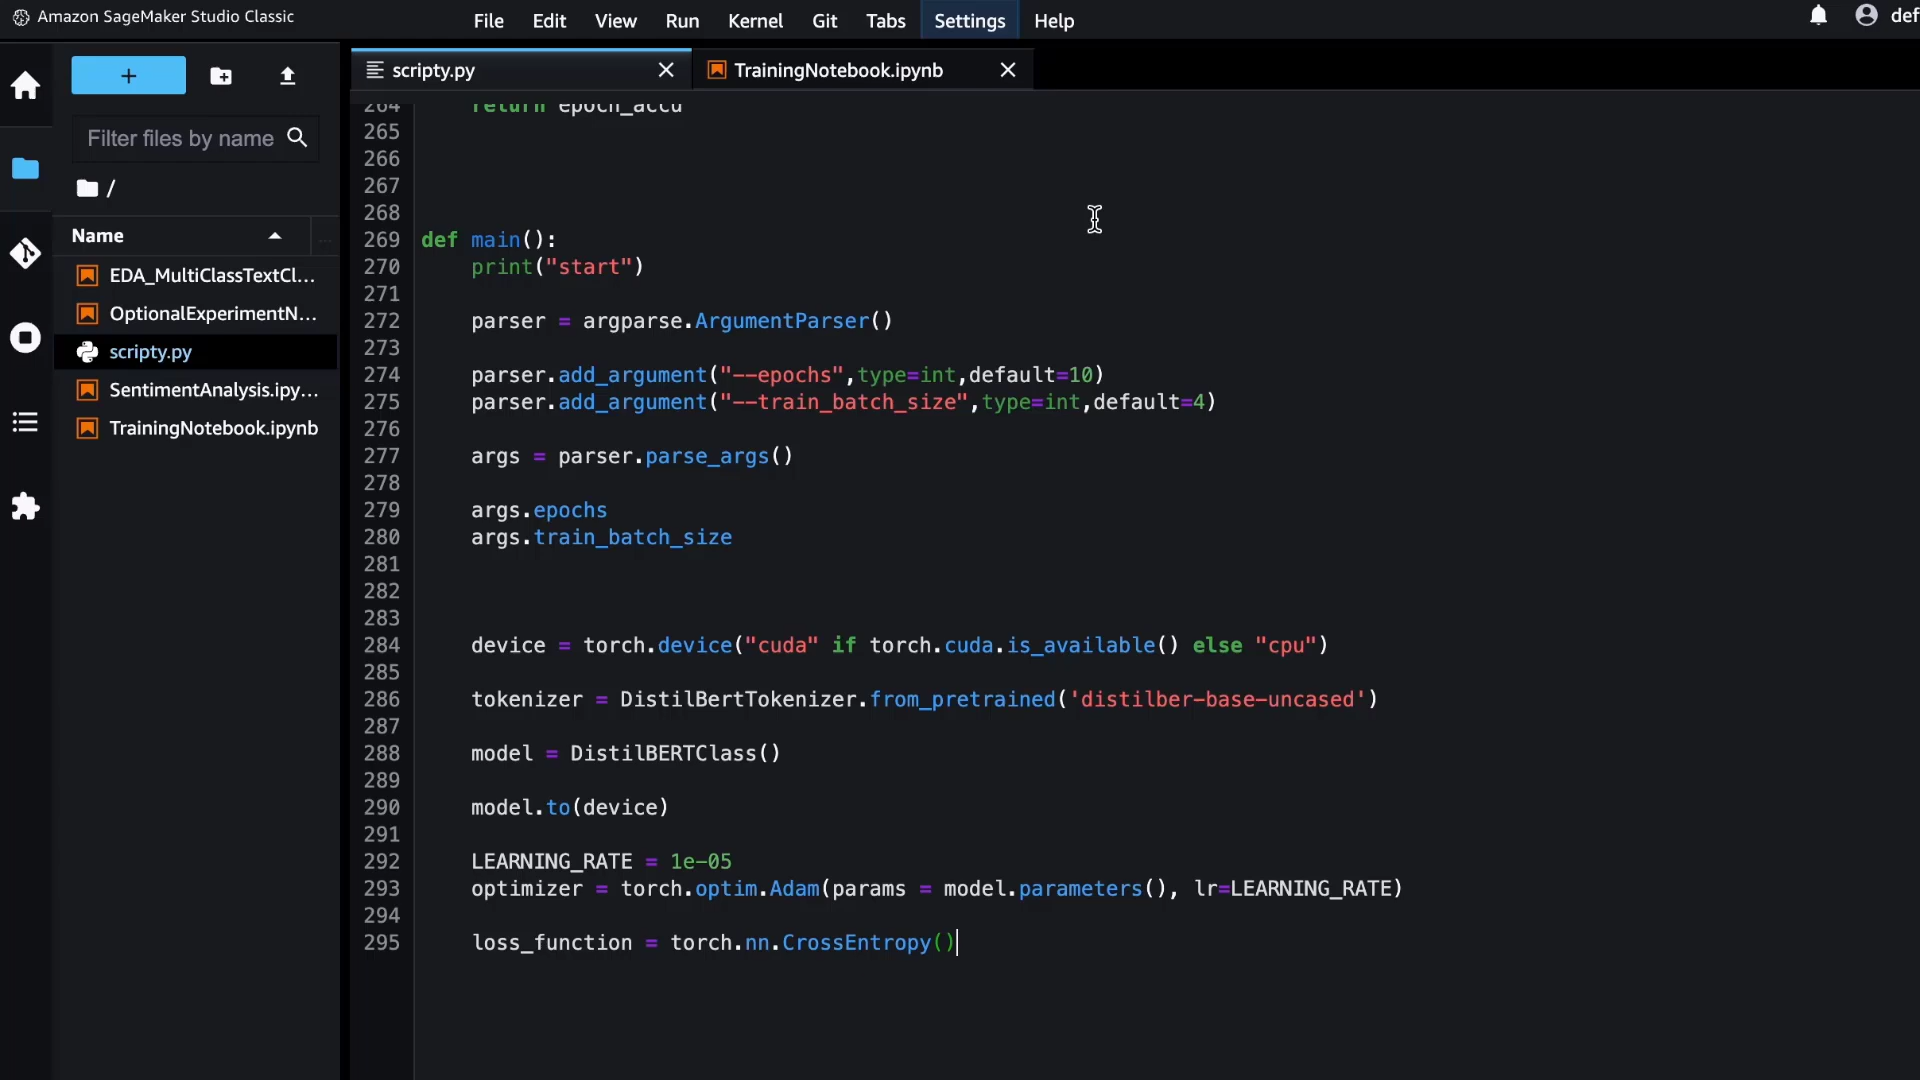 Amazon SageMaker Studio Classic
File Edit View Run Kernel Git Tabs Settings Help
def
+
scripty.py
TrainingNotebook.ipynb
Filter files by name
/
Name
EDA_MultiClassTextCl...
OptionalExperimentN...
scripty.py
SentimentAnalysis.ipy...
TrainingNotebook.ipynb
264     return epoch_accu
265
266
267
268
269 def main():
270     print("start")
271
272     parser = argparse.ArgumentParser()
273
274     parser.add_argument("--epochs",type=int,default=10)
275     parser.add_argument("--train_batch_size",type=int,default=4)
276
277     args = parser.parse_args()
278
279     args.epochs
280     args.train_batch_size
281
282
283
284     device = torch.device("cuda" if torch.cuda.is_available() else "cpu")
285
286     tokenizer = DistilBertTokenizer.from_pretrained('distilber-base-uncased')
287
288     model = DistilBERTClass()
289
290     model.to(device)
291
292     LEARNING_RATE = 1e-05
293     optimizer = torch.optim.Adam(params = model.parameters(), lr=LEARNING_RATE)
294
295     loss_function = torch.nn.CrossEntropy()